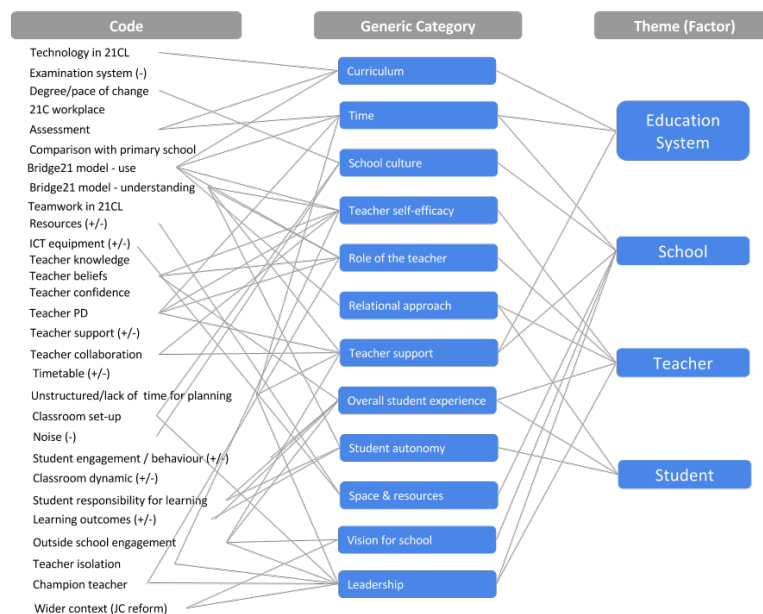 Code
Generic Category
Theme (Factor)
Technology in 21CL
Examination system (-)
Degree/pace of change
21C workplace
Assessment
Comparison with primary school
Bridge21 model - use
Bridge21 model - understanding
Teamwork in 21CL
Resources (+/-)
ICT equipment (+/-)
Teacher knowledge
Teacher beliefs
Teacher confidence
Teacher PD
Teacher support (+/-)
Teacher collaboration
Timetable (+/-)
Unstructured/lack of time for planning
Classroom set-up
Noise (-)
Student engagement / behaviour (+/-)
Classroom dynamic (+/-)
Student responsibility for learning
Learning outcomes (+/-)
Outside school engagement
Teacher isolation
Champion teacher
Wider context (JC reform)
Curriculum
Time
School culture
Teacher self-efficacy
Role of the teacher
Relational approach
Teacher support
Overall student experience
Student autonomy
Space & resources
Vision for school
Leadership
Education
System
School
Teacher
Student